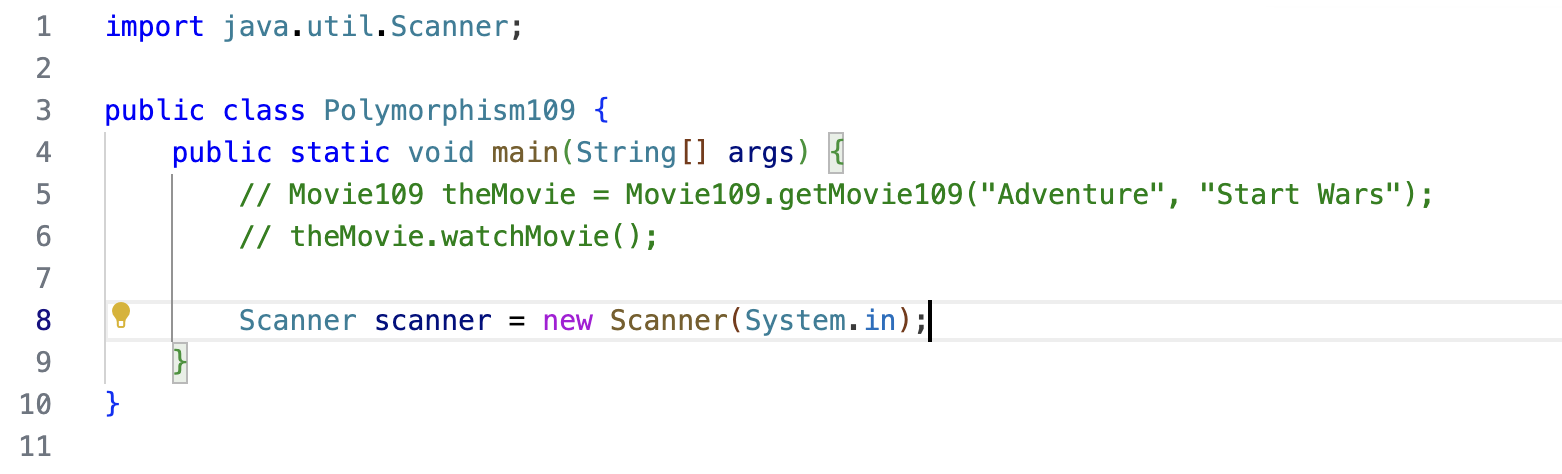 1 import java.util.Scanner;
2
3 public class Polymorphism109 {
4     public static void main(String[] args) {
5         // Movie109 theMovie = Movie109.getMovie109("Adventure", "Start Wars");
6         // theMovie.watchMovie();
7
8         Scanner scanner = new Scanner(System.in);
9     }
10 }
11